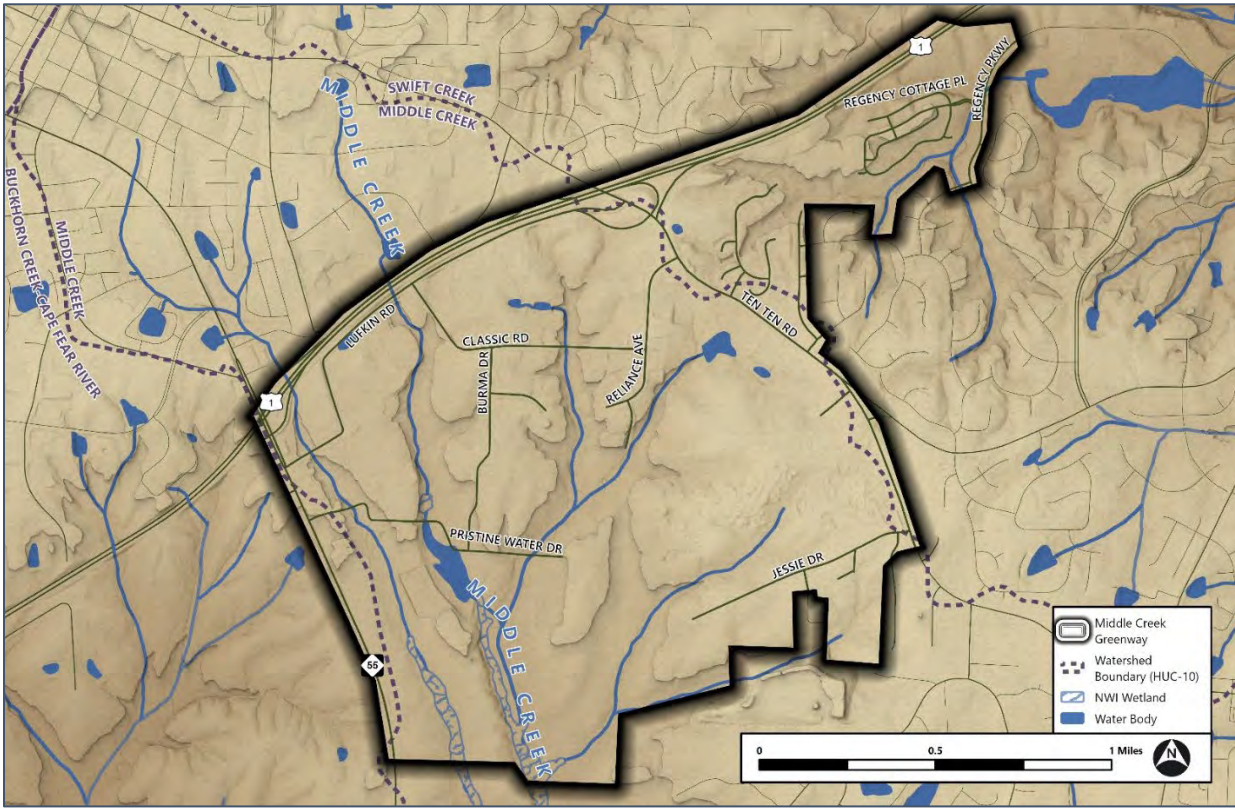 1
REGENCY COTTAGE PL
REGENCY PKWY
SWIFT CREEK
MIDDLE CREEK
MIDDLE CREEK
BUCKHORN CREEK-CAPE FEAR RIVER
MIDDLE CREEK
LUFKIN RD
CLASSIC RD
BURMA DR
RELIANCE AVE
TEN TEN RD
1
PRISTINE WATER DR
JESSIE DR
MIDDLE CREEK
55
Middle Creek
Greenway
Watershed
Boundary (HUC-10)
NWI Wetland
Water Body
0 0.5 1 Miles
N